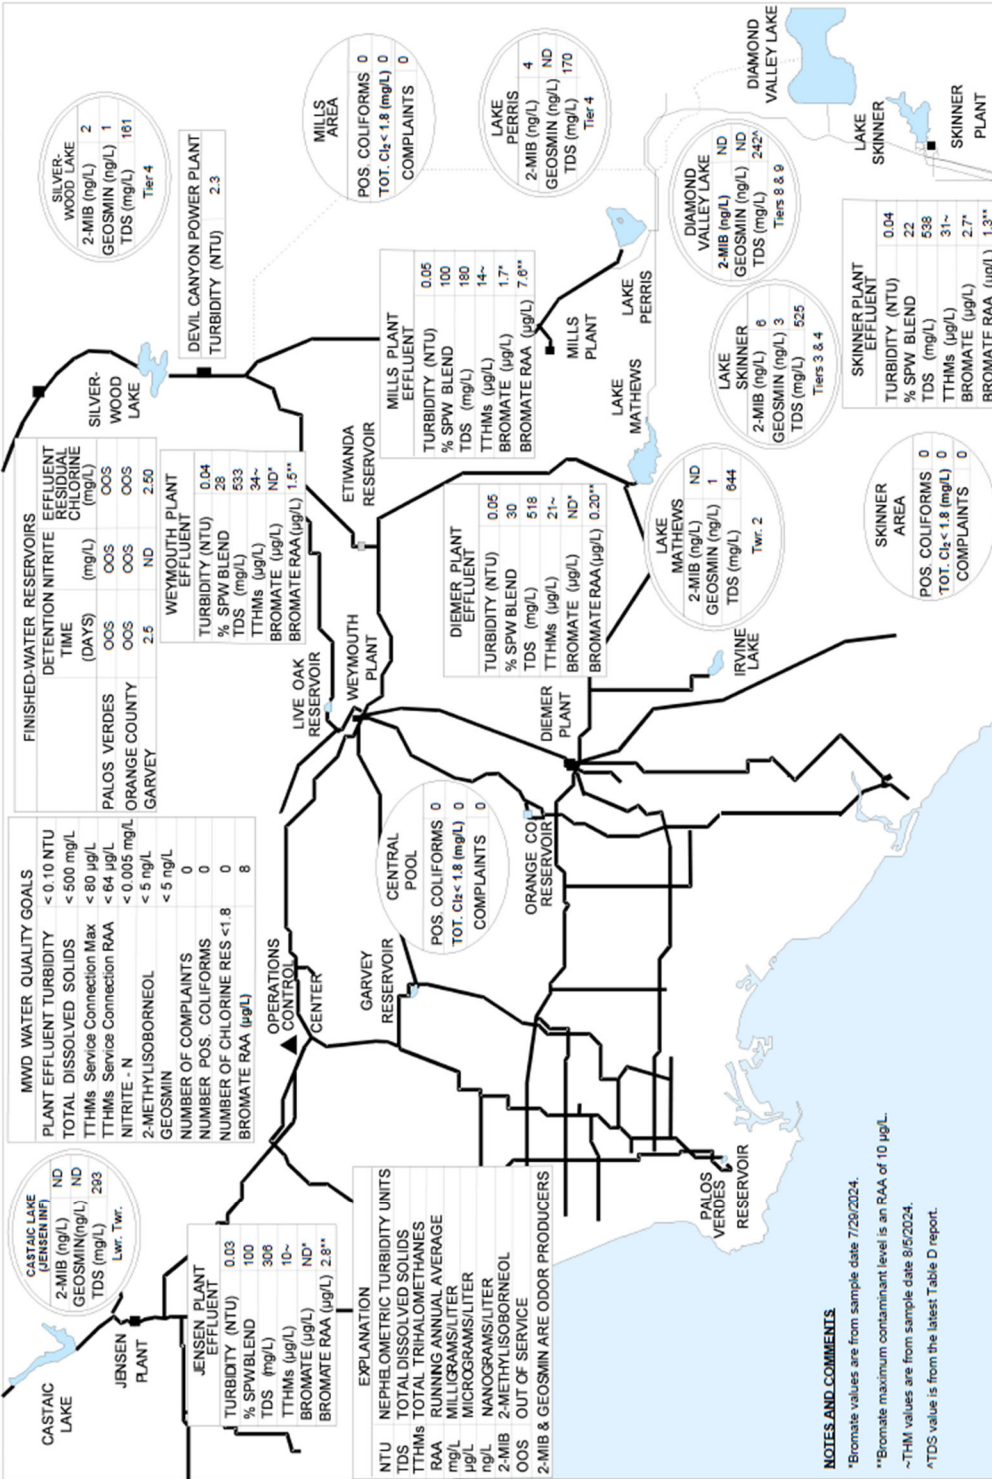 CASTAIC LAKE
(JENSEN INF)
2-MIB (ng/L) ND
GEOSMIN(ng/L) ND
TDS (mg/L) 293
Lwr. Twr.
CASTAIC
LAKE
JENSEN
PLANT
JENSEN PLANT
EFFLUENT
TURBIDITY (NTU) 0.03
% SPW BLEND 100
TDS (mg/L) 306
TTHMs (µg/L) 10~
BROMATE (µg/L) ND*
BROMATE RAA (µg/L) 2.8**
EXPLANATION
NTU NEPHELOMETRIC TURBIDITY UNITS
TDS TOTAL DISSOLVED SOLIDS
TTHMs TOTAL TRIHALOMETHANES
RAA RUNNING ANNUAL AVERAGE
mg/L MILLIGRAMS/LITER
µg/L MICROGRAMS/LITER
ng/L NANOGRAMS/LITER
2-MIB 2-METHYLISOBORNEOL
OOS OUT OF SERVICE
2-MIB & GEOSMIN ARE ODOR PRODUCERS
MWD WATER QUALITY GOALS
PLANT EFFLUENT TURBIDITY < 0.10 NTU
TOTAL DISSOLVED SOLIDS < 500 mg/L
TTHMs Service Connection Max < 80 µg/L
TTHMs Service Connection RAA < 64 µg/L
NITRITE - N < 0.005 mg/L
2-METHYLISOBORNEOL < 5 ng/L
GEOSMIN < 5 ng/L
NUMBER OF COMPLAINTS 0
NUMBER POS. COLIFORMS 0
NUMBER OF CHLORINE RES <1.8 0
BROMATE RAA (µg/L) 8
FINISHED-WATER RESERVOIRS
DETENTION NITRITE EFFLUENT
TIME RESIDUAL
CHLORINE
(DAYS) (mg/L) (mg/L)
PALOS VERDES OOS OOS OOS
ORANGE COUNTY OOS OOS OOS
GARVEY 2.5 ND 2.50
WEYMOUTH PLANT
EFFLUENT
TURBIDITY (NTU) 0.04
% SPW BLEND 28
TDS (mg/L) 533
TTHMs (µg/L) 34~
BROMATE (µg/L) ND*
BROMATE RAA (µg/L) 1.5**
SILVER-
WOOD
LAKE
SILVER-
WOOD LAKE
2-MIB (ng/L) 2
GEOSMIN (ng/L) 1
TDS (mg/L) 161
Tier 4
DEVIL CANYON POWER PLANT
TURBIDITY (NTU) 2.3
OPERATIONS
CONTROL
CENTER
GARVEY
RESERVOIR
LIVE OAK
RESERVOIR
WEYMOUTH
PLANT
ETIWANDA
RESERVOIR
MILLS
AREA
POS. COLIFORMS 0
TOT. Cl₂ < 1.8 (mg/L) 0
COMPLAINTS 0
MILLS PLANT
EFFLUENT
TURBIDITY (NTU) 0.05
% SPW BLEND 100
TDS (mg/L) 180
TTHMs (µg/L) 14~
BROMATE (µg/L) 1.7*
BROMATE RAA (µg/L) 7.6**
CENTRAL
POOL
POS. COLIFORMS 0
TOT. Cl₂ < 1.8 (mg/L) 0
COMPLAINTS 0
DIEMER PLANT
EFFLUENT
TURBIDITY (NTU) 0.05
% SPW BLEND 30
TDS (mg/L) 518
TTHMs (µg/L) 21~
BROMATE (µg/L) ND*
BROMATE RAA (µg/L) 0.20**
LAKE
PERRIS
2-MIB (ng/L) 4
GEOSMIN (ng/L) ND
TDS (mg/L) 170
Tier 4
ORANGE CO
RESERVOIR
DIEMER
PLANT
MILLS
PLANT
LAKE
MATHEWS
LAKE
PERRIS
LAKE
MATHEWS
2-MIB (ng/L) ND
GEOSMIN (ng/L) 1
TDS (mg/L) 644
Twr. 2
DIAMOND
VALLEY LAKE
2-MIB (ng/L) ND
GEOSMIN (ng/L) ND
TDS (mg/L) 242^
Tiers 8 & 9
LAKE
SKINNER
2-MIB (ng/L) 6
GEOSMIN (ng/L) 3
TDS (mg/L) 525
Tiers 3 & 4
PALOS
VERDES
RESERVOIR
IRVINE
LAKE
DIAMOND
VALLEY LAKE
LAKE
SKINNER
SKINNER
PLANT
SKINNER PLANT
EFFLUENT
TURBIDITY (NTU) 0.04
% SPW BLEND 22
TDS (mg/L) 538
TTHMs (µg/L) 31~
BROMATE (µg/L) 2.7*
BROMATE RAA (µg/L) 1.3**
SKINNER
AREA
POS. COLIFORMS 0
TOT. Cl₂ < 1.8 (mg/L) 0
COMPLAINTS 0
NOTES AND COMMENTS
*Bromate values are from sample date 7/29/2024.
**Bromate maximum contaminant level is an RAA of 10 µg/L.
~THM values are from sample date 8/5/2024.
^TDS value is from the latest Table D report.